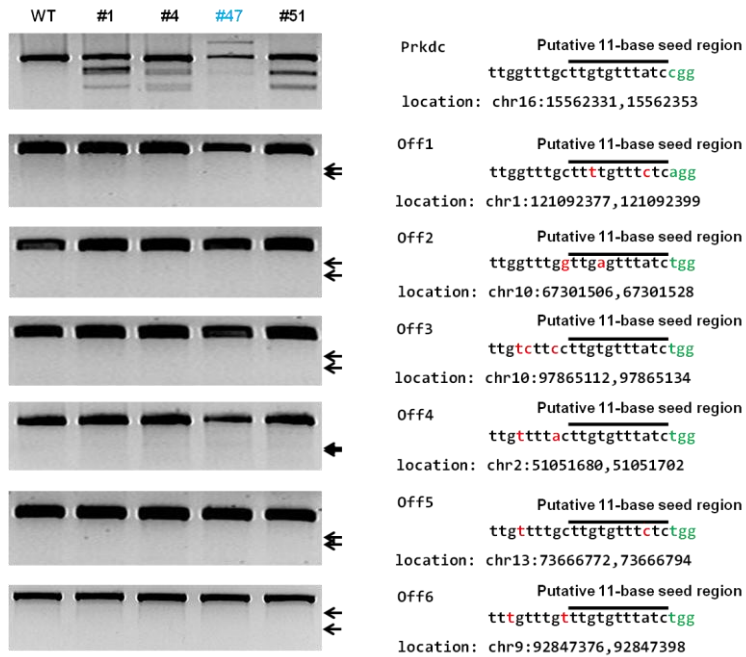 WT #1 #4 #47 #51
Prkdc Putative 11-base seed region
ttggtttgcttgtgtttatccgg
location: chr16:15562331,15562353
Off1 Putative 11-base seed region
ttggtttgctttttgtttctcagg
location: chr1:121092377,121092399
Off2 Putative 11-base seed region
ttggtttggttgagtttatctgg
location: chr10:67301506,67301528
Off3 Putative 11-base seed region
ttgtcttccttgtgtttatctgg
location: chr10:97865112,97865134
Off4 Putative 11-base seed region
ttgttttacttgtgtttatctgg
location: chr2:51051680,51051702
Off5 Putative 11-base seed region
ttgttttgcttgtgtttctctgg
location: chr13:73666772,73666794
Off6 Putative 11-base seed region
tttgtttgtttgtgtttatctgg
location: chr9:92847376,92847398